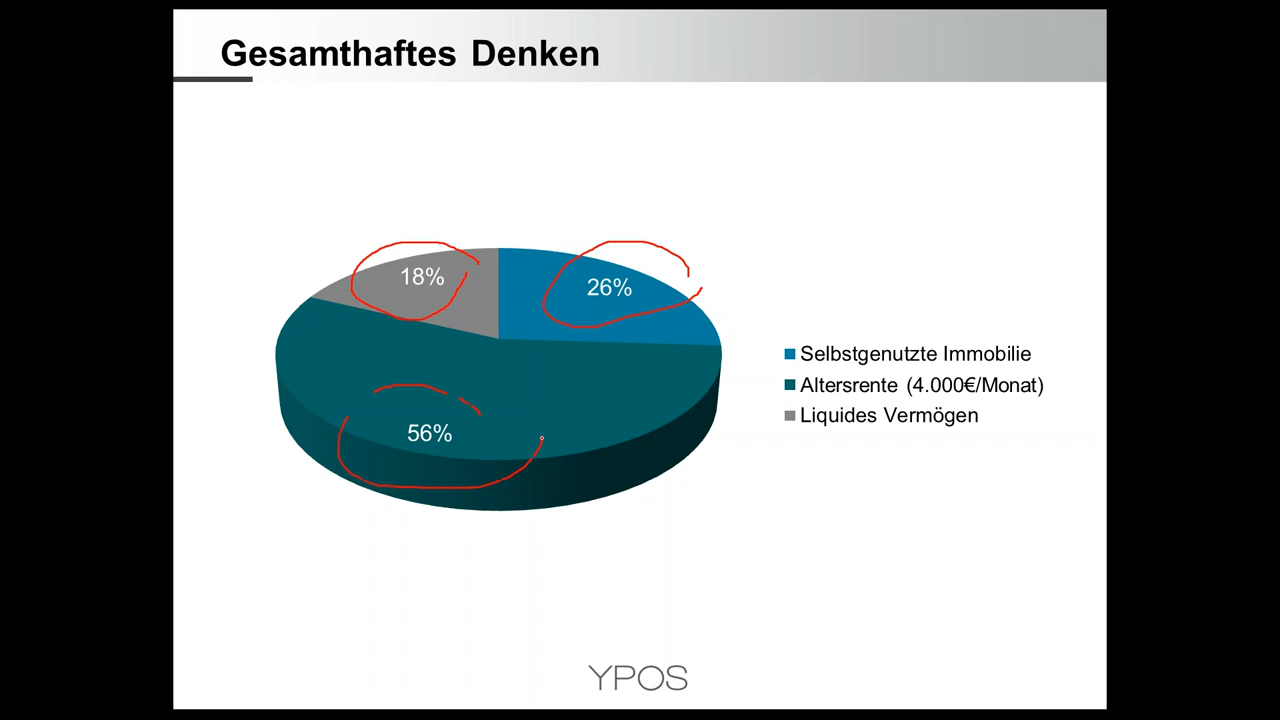 Gesamthaftes Denken
18%
26%
56%
Selbstgenutzte Immobilie
Altersrente (4.000€/Monat)
Liquides Vermögen
YPOS